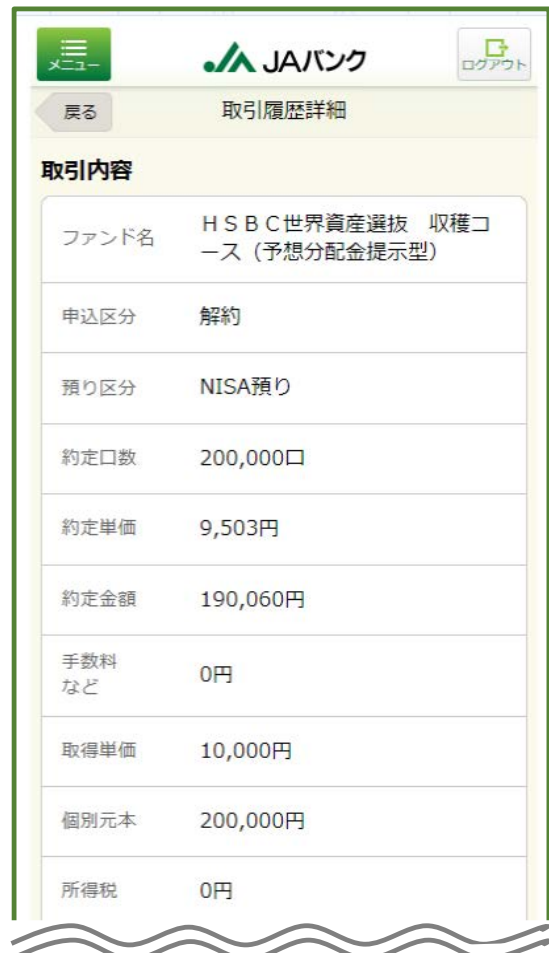 メニュー
JAバンク
ログアウト
戻る
取引履歴詳細
取引内容
ファンド名
ＨＳＢＣ世界資産選抜　収穫コ
ース（予想分配金提示型）
申込区分
解約
預り区分
NISA預り
約定口数
200,000口
約定単価
9,503円
約定金額
190,060円
手数料
など
0円
取得単価
10,000円
個別元本
200,000円
所得税
0円